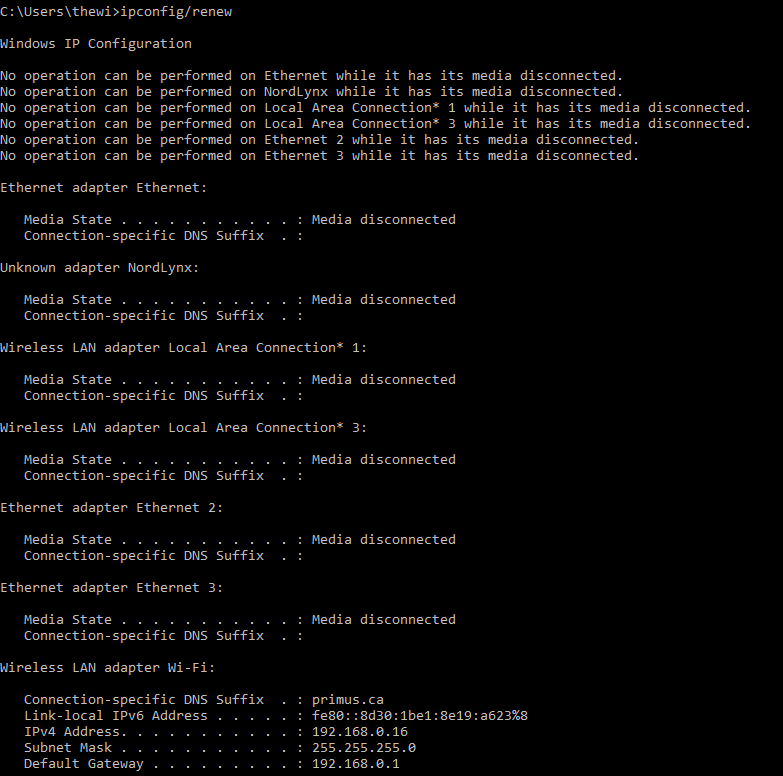 C:\Users\thewi>ipconfig/renew
Windows IP Configuration
No operation can be performed on Ethernet while it has its media disconnected.
No operation can be performed on NordLynx while it has its media disconnected.
No operation can be performed on Local Area Connection* 1 while it has its media disconnected.
No operation can be performed on Local Area Connection* 3 while it has its media disconnected.
No operation can be performed on Ethernet 2 while it has its media disconnected.
No operation can be performed on Ethernet 3 while it has its media disconnected.
Ethernet adapter Ethernet:
   Media State . . . . . . . . . . . : Media disconnected
   Connection-specific DNS Suffix  . :
Unknown adapter NordLynx:
   Media State . . . . . . . . . . . : Media disconnected
   Connection-specific DNS Suffix  . :
Wireless LAN adapter Local Area Connection* 1:
   Media State . . . . . . . . . . . : Media disconnected
   Connection-specific DNS Suffix  . :
Wireless LAN adapter Local Area Connection* 3:
   Media State . . . . . . . . . . . : Media disconnected
   Connection-specific DNS Suffix  . :
Ethernet adapter Ethernet 2:
   Media State . . . . . . . . . . . : Media disconnected
   Connection-specific DNS Suffix  . :
Ethernet adapter Ethernet 3:
   Media State . . . . . . . . . . . : Media disconnected
   Connection-specific DNS Suffix  . :
Wireless LAN adapter Wi-Fi:
   Connection-specific DNS Suffix  . : primus.ca
   Link-local IPv6 Address . . . . . : fe80::8d30:1be1:8e19:a623%8
   IPv4 Address. . . . . . . . . . . : 192.168.0.16
   Subnet Mask . . . . . . . . . . . : 255.255.255.0
   Default Gateway . . . . . . . . . : 192.168.0.1